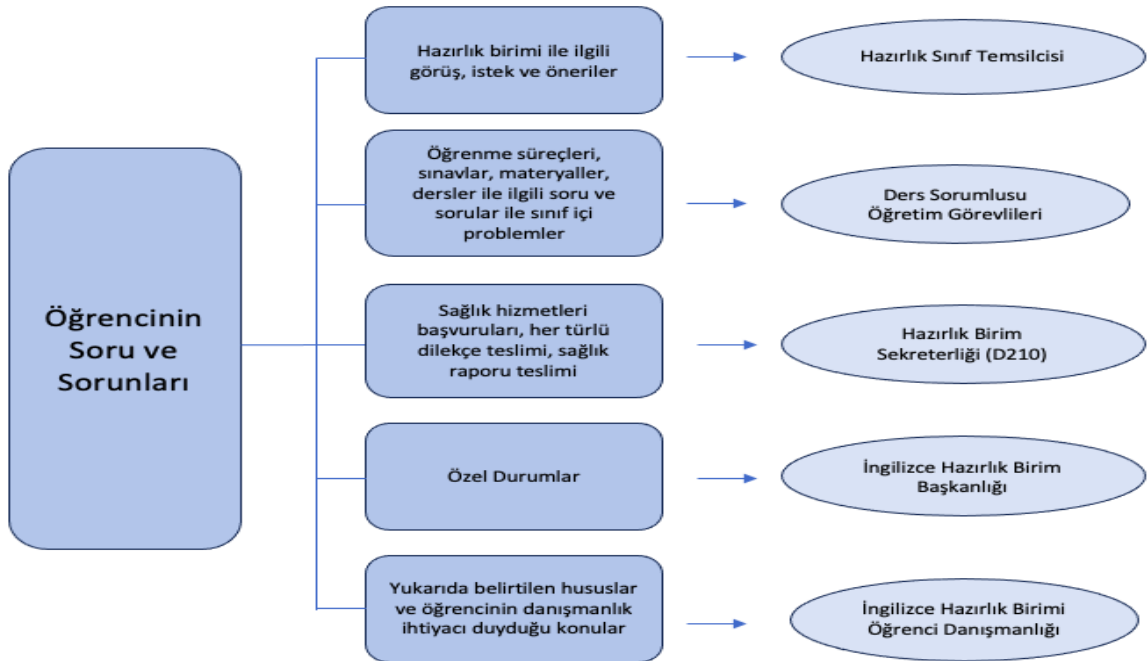 Öğrencinin
Soru ve
Sorunları
Hazırlık birimi ile ilgili
görüş, istek ve öneriler
Hazırlık Sınıf Temsilcisi
Öğrenme süreçleri,
sınavlar, materyaller,
dersler ile ilgili soru ve
sorular ile sınıf içi
problemler
Ders Sorumlusu
Öğretim Görevlileri
Sağlık hizmetleri
başvuruları, her türlü
dilekçe teslimi, sağlık
raporu teslimi
Hazırlık Birim
Sekreterliği (D210)
Özel Durumlar
İngilizce Hazırlık Birim
Başkanlığı
Yukarıda belirtilen hususlar
ve öğrencinin danışmanlık
ihtiyacı duyduğu konular
İngilizce Hazırlık Birimi
Öğrenci Danışmanlığı